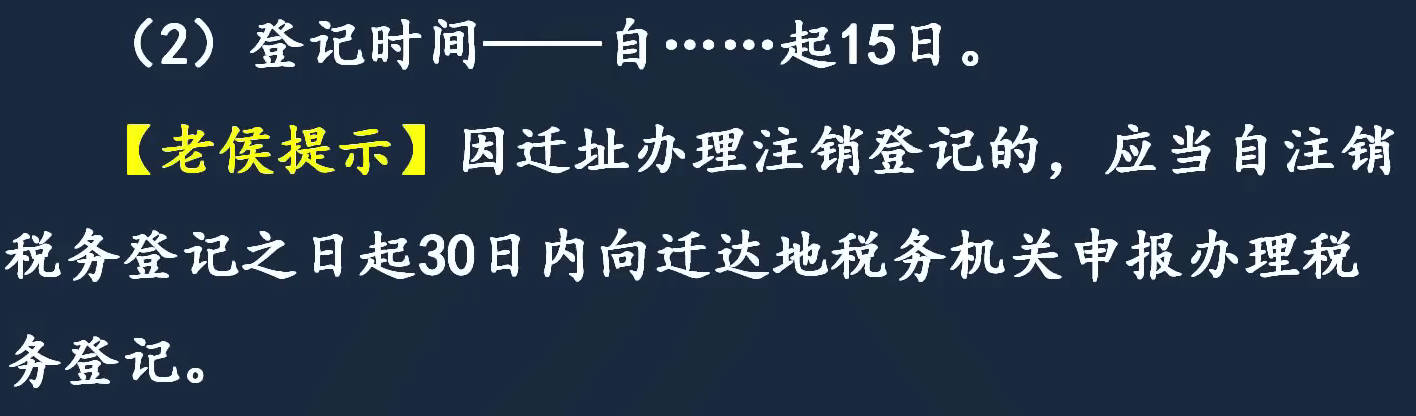 （2）登记时间——自……起15日。
【老侯提示】因迁址办理注销登记的，应当自注销
税务登记之日起30日内向迁达地税务机关申报办理税
务登记。